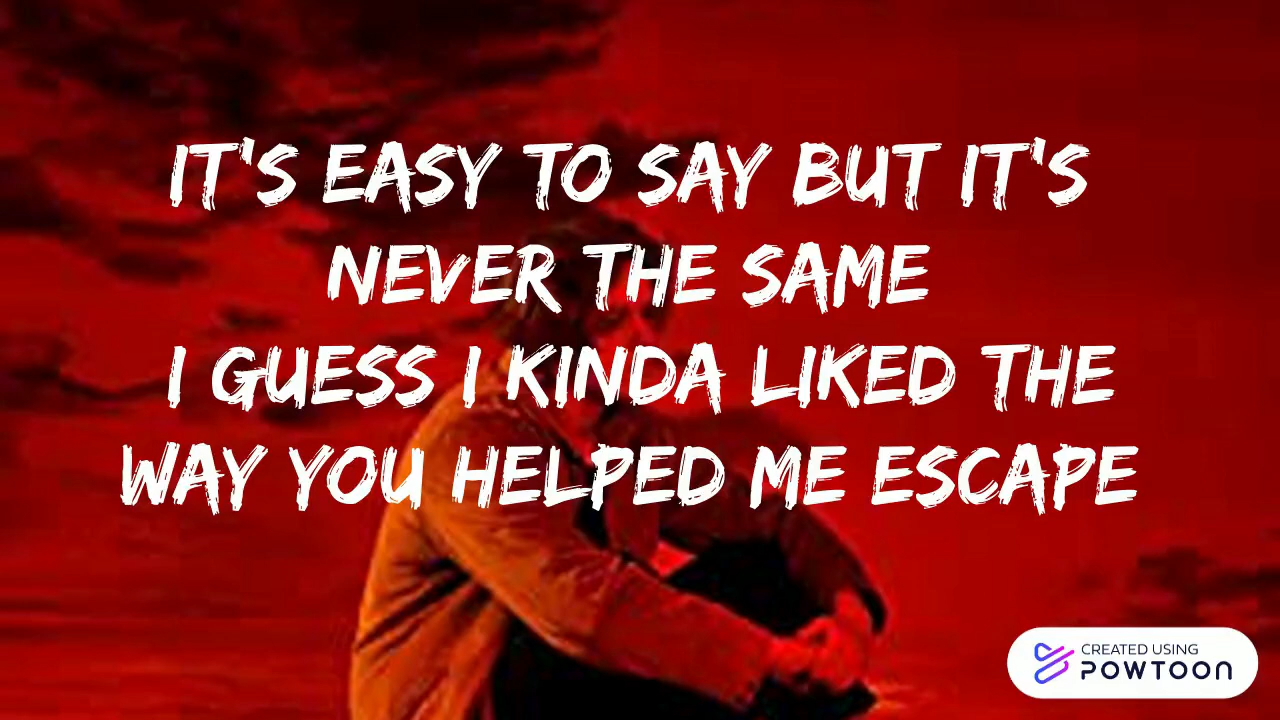 IT'S EASY TO SAY BUT IT'S
NEVER THE SAME
I GUESS I KINDA LIKED THE
WAY YOU HELPED ME ESCAPE
CREATED USING
POWTOON